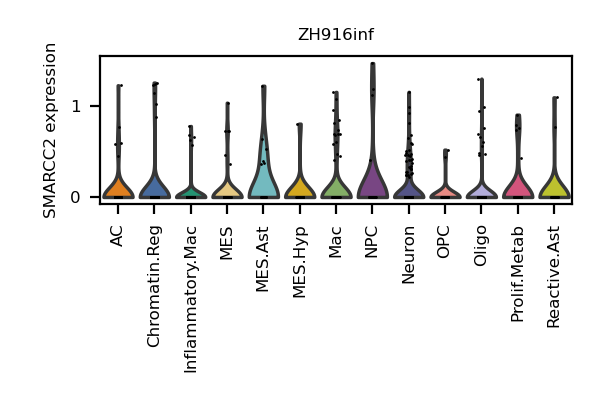 ZH916inf
SMARCC2 expression
1
0
AC
Chromatin.Reg
Inflammatory.Mac
MES
MES.Ast
MES.Hyp
Mac
NPC
Neuron
OPC
Oligo
Prolif.Metab
Reactive.Ast